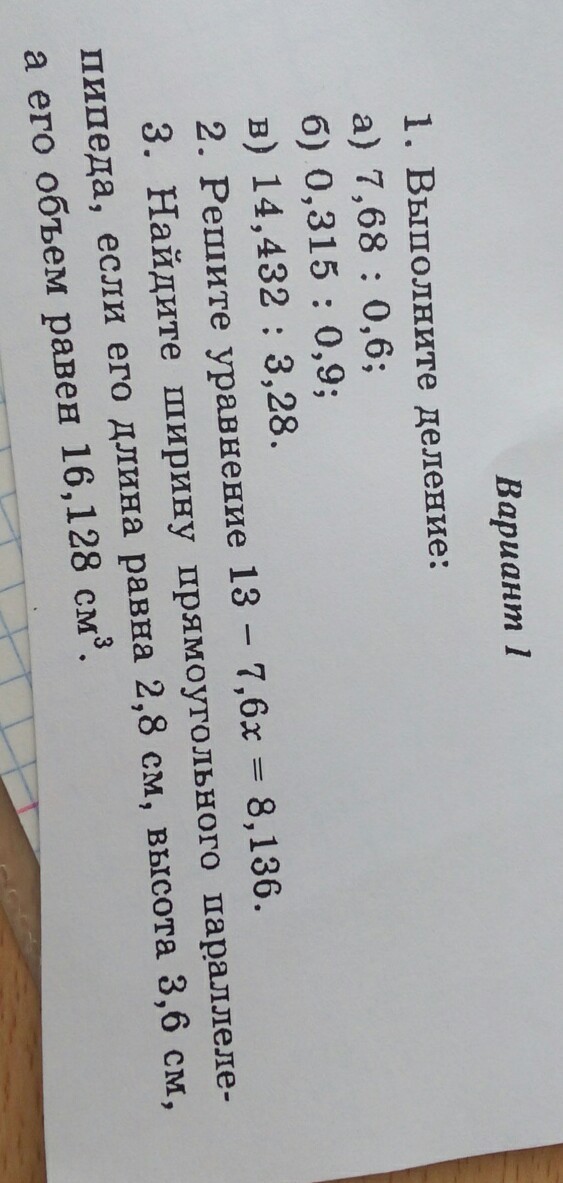 Вариант 1
1. Выполните деление:
а) 7,68 : 0,6;
б) 0,315 : 0,9;
в) 14,432 : 3,28.
2. Решите уравнение 13 – 7,6x = 8,136.
3. Найдите ширину прямоугольного параллеле-
пипеда, если его длина равна 2,8 см, высота 3,6 см,
а его объем равен 16,128 см³.